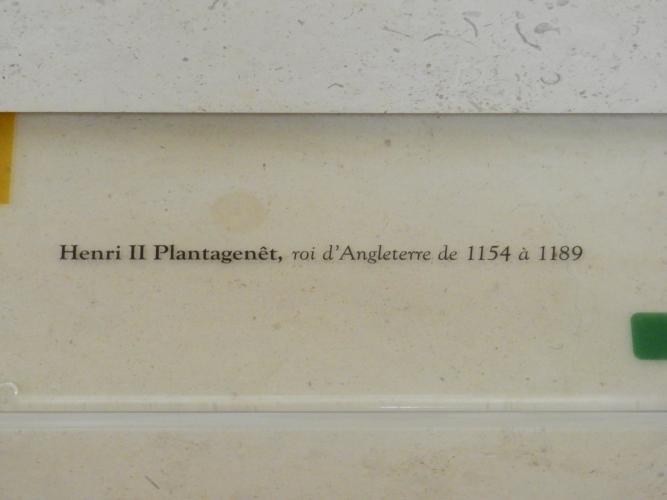 Henri II Plantagenêt, roi d'Angleterre de 1154 à 1189